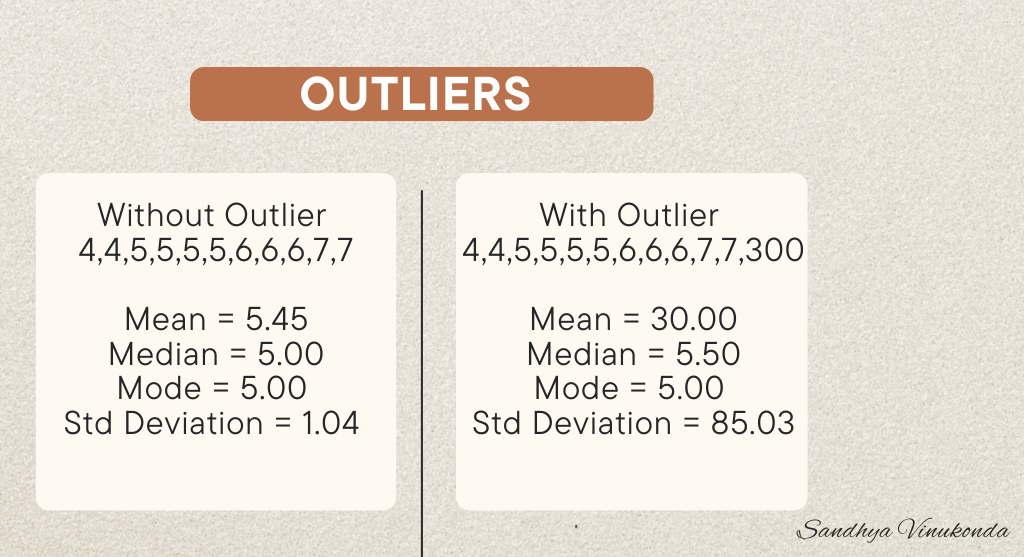 OUTLIERS
Without Outlier
4,4,5,5,5,5,6,6,6,7,7
Mean = 5.45
Median = 5.00
Mode = 5.00
Std Deviation = 1.04
With Outlier
4,4,5,5,5,5,6,6,6,7,7,300
Mean = 30.00
Median = 5.50
Mode = 5.00
Std Deviation = 85.03
Sandhya Vinukonda